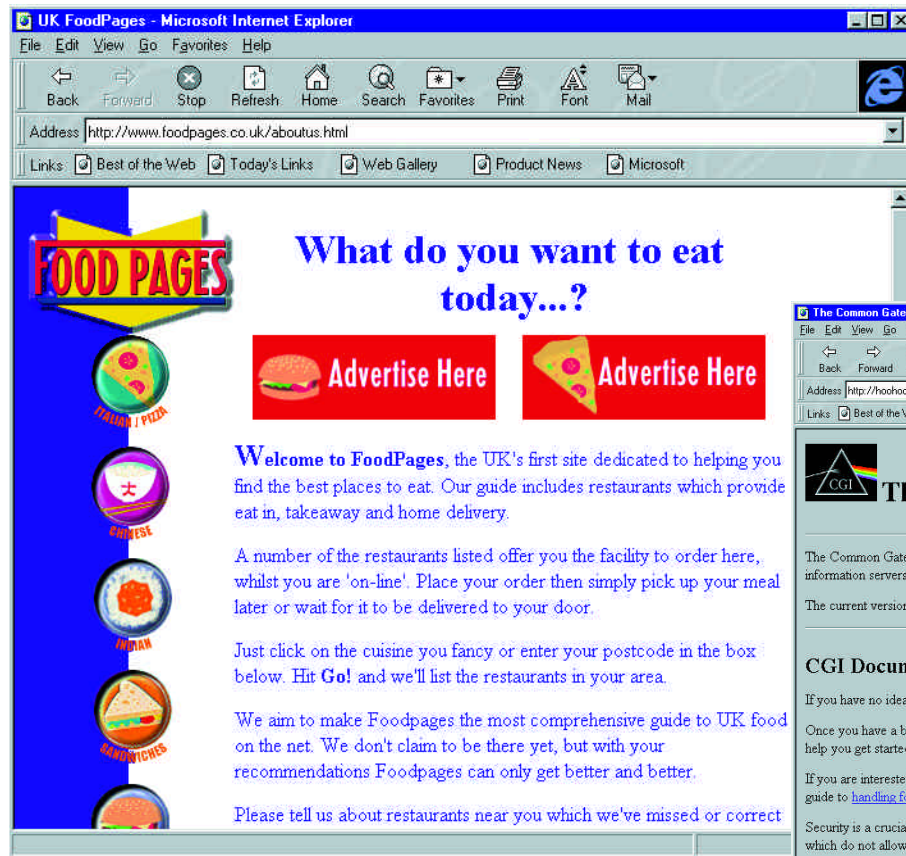 UK FoodPages - Microsoft Internet Explorer
File Edit View Go Favorites Help
Back Forward Stop Refresh Home Search Favorites Print Font Mail
Address http://www.foodpages.co.uk/aboutus.html
Links Best of the Web Today's Links Web Gallery Product News Microsoft
FOOD PAGES
What do you want to eat
today...?
Advertise Here
Advertise Here
ITALIAN / PIZZA
CHINESE
INDIAN
SANDWICHES
Welcome to FoodPages, the UK's first site dedicated to helping you
find the best places to eat. Our guide includes restaurants which provide
eat in, takeaway and home delivery.
A number of the restaurants listed offer you the facility to order here,
whilst you are 'on-line'. Place your order then simply pick up your meal
later or wait for it to be delivered to your door.
Just click on the cuisine you fancy or enter your postcode in the box
below. Hit Go! and we'll list the restaurants in your area.
We aim to make Foodpages the most comprehensive guide to UK food
on the net. We don't claim to be there yet, but with your
recommendations Foodpages can only get better and better.
Please tell us about restaurants near you which we've missed or correct
The Common Gate
File Edit View Go
Back Forward
Address http://hoohoo
Links Best of the
CGI
Th
The Common Gate
information servers
The current version
CGI Docum
If you have no idea
Once you have a b
help you get starte
If you are intereste
guide to handling fo
Security is a crucia
which do not allow